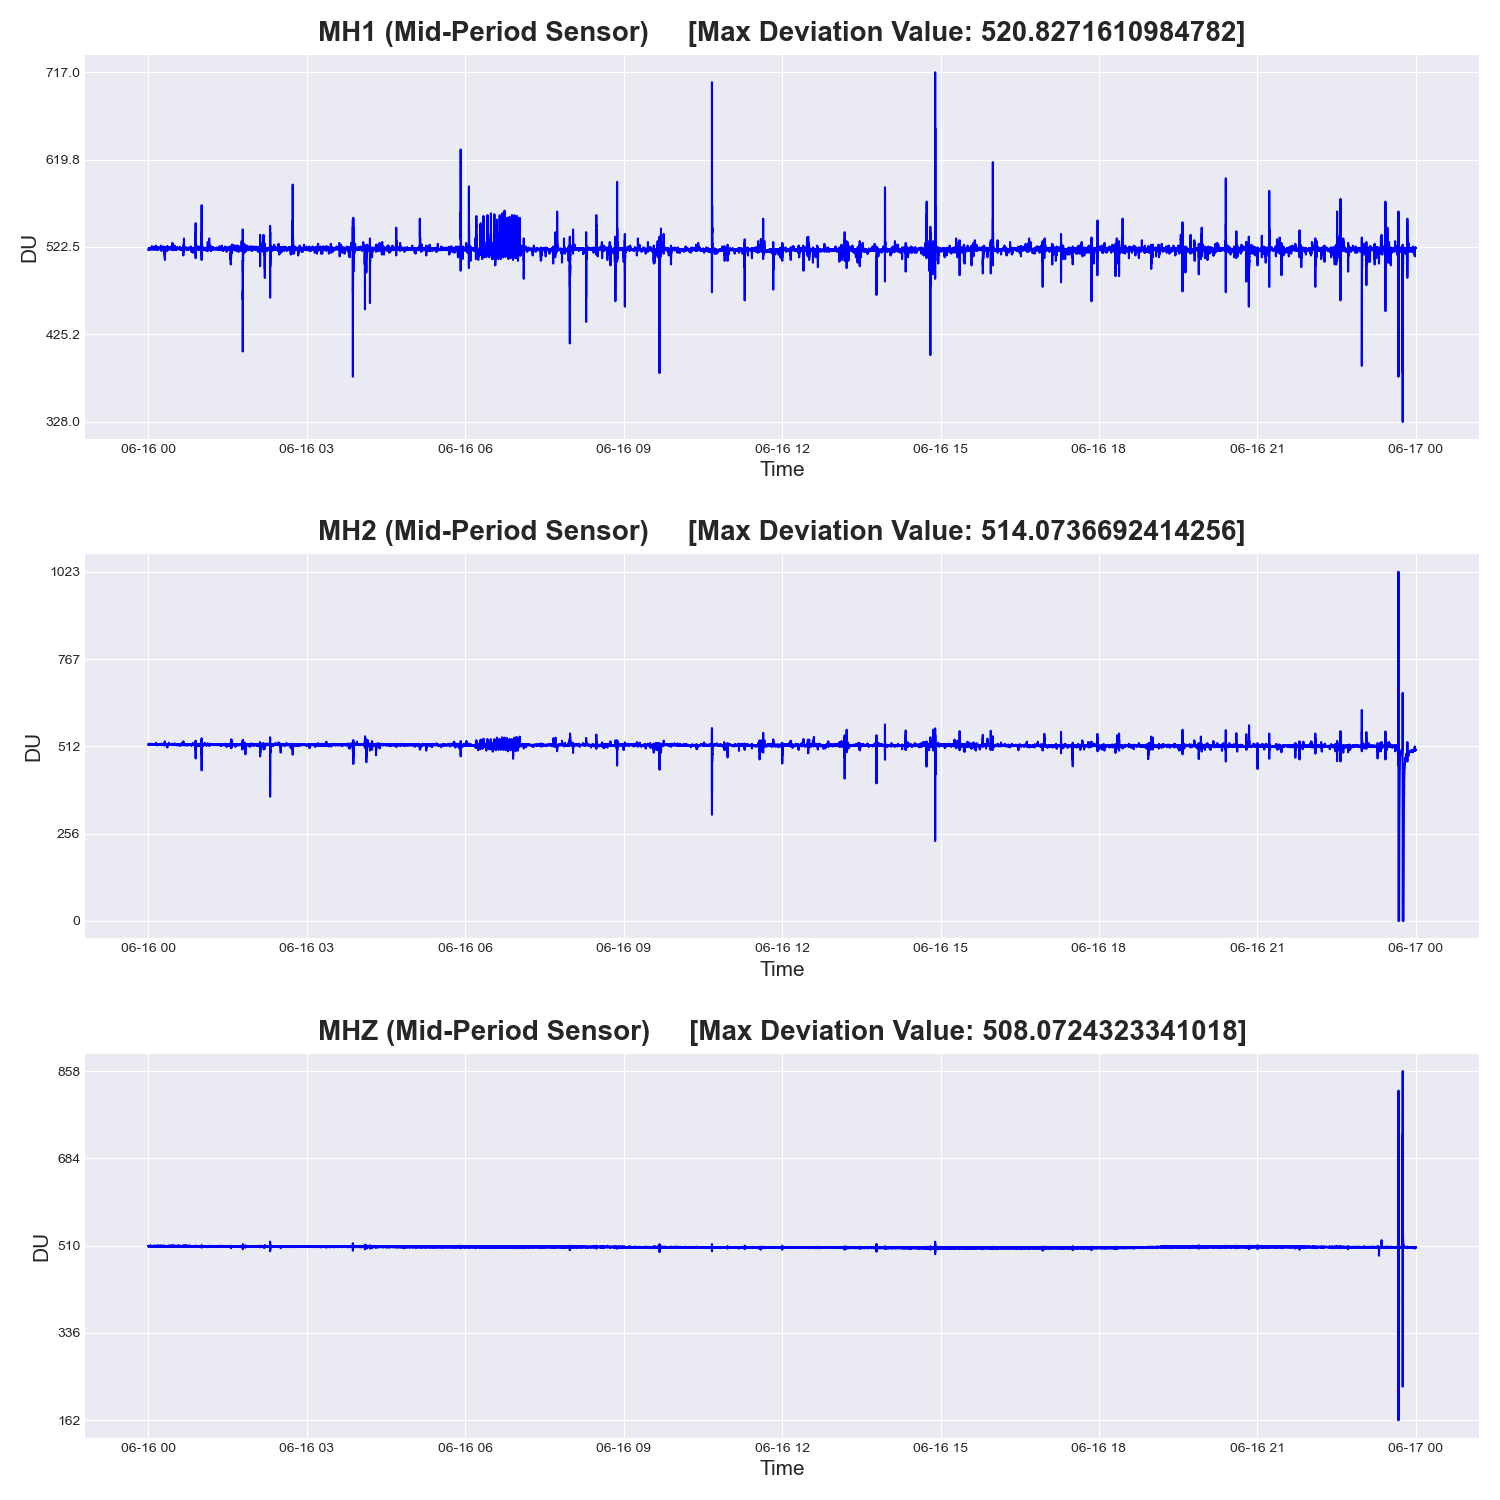 MH1 (Mid-Period Sensor) [Max Deviation Value: 520.8271610984782]
717.0
619.8
522.5
425.2
328.0
DU
06-16 00 06-16 03 06-16 06 06-16 09 06-16 12 06-16 15 06-16 18 06-16 21 06-17 00
Time
MH2 (Mid-Period Sensor) [Max Deviation Value: 514.0736692414256]
1023
767
512
256
0
DU
06-16 00 06-16 03 06-16 06 06-16 09 06-16 12 06-16 15 06-16 18 06-16 21 06-17 00
Time
MHZ (Mid-Period Sensor) [Max Deviation Value: 508.0724323341018]
858
684
510
336
162
DU
06-16 00 06-16 03 06-16 06 06-16 09 06-16 12 06-16 15 06-16 18 06-16 21 06-17 00
Time